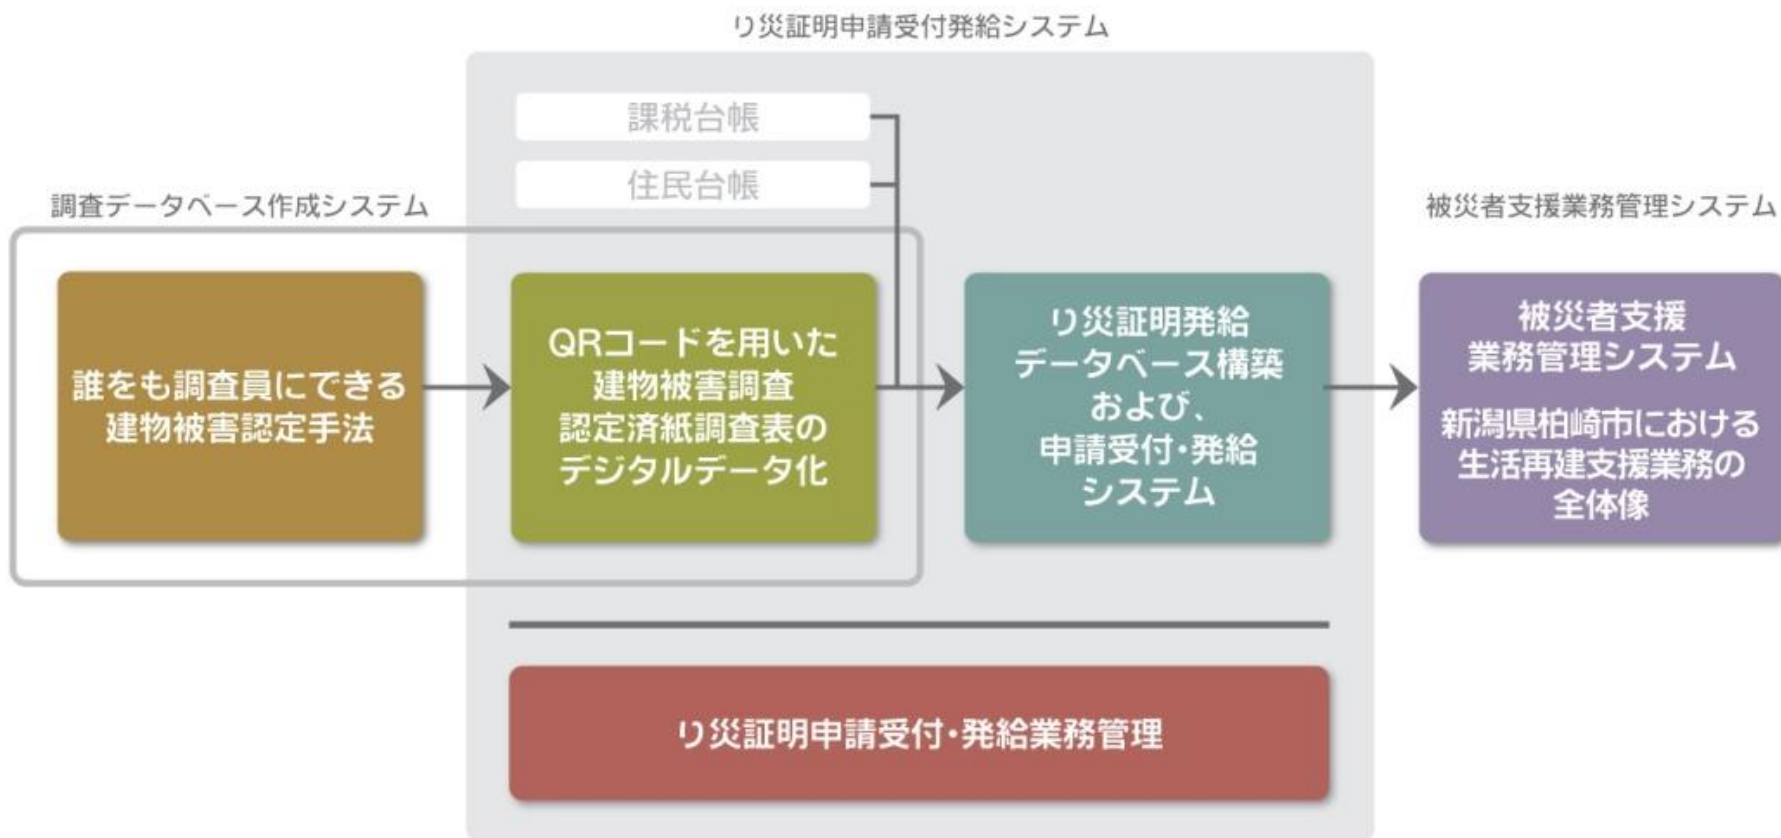 り災証明申請受付発給システム
課税台帳
住民台帳
調査データベース作成システム
被災者支援業務管理システム
誰をも調査員にできる
建物被害認定手法
QRコードを用いた
建物被害調査
認定済紙調査表の
デジタルデータ化
り災証明発給
データベース構築
および、
申請受付・発給
システム
被災者支援
業務管理システム
新潟県柏崎市における
生活再建支援業務の
全体像
り災証明申請受付・発給業務管理